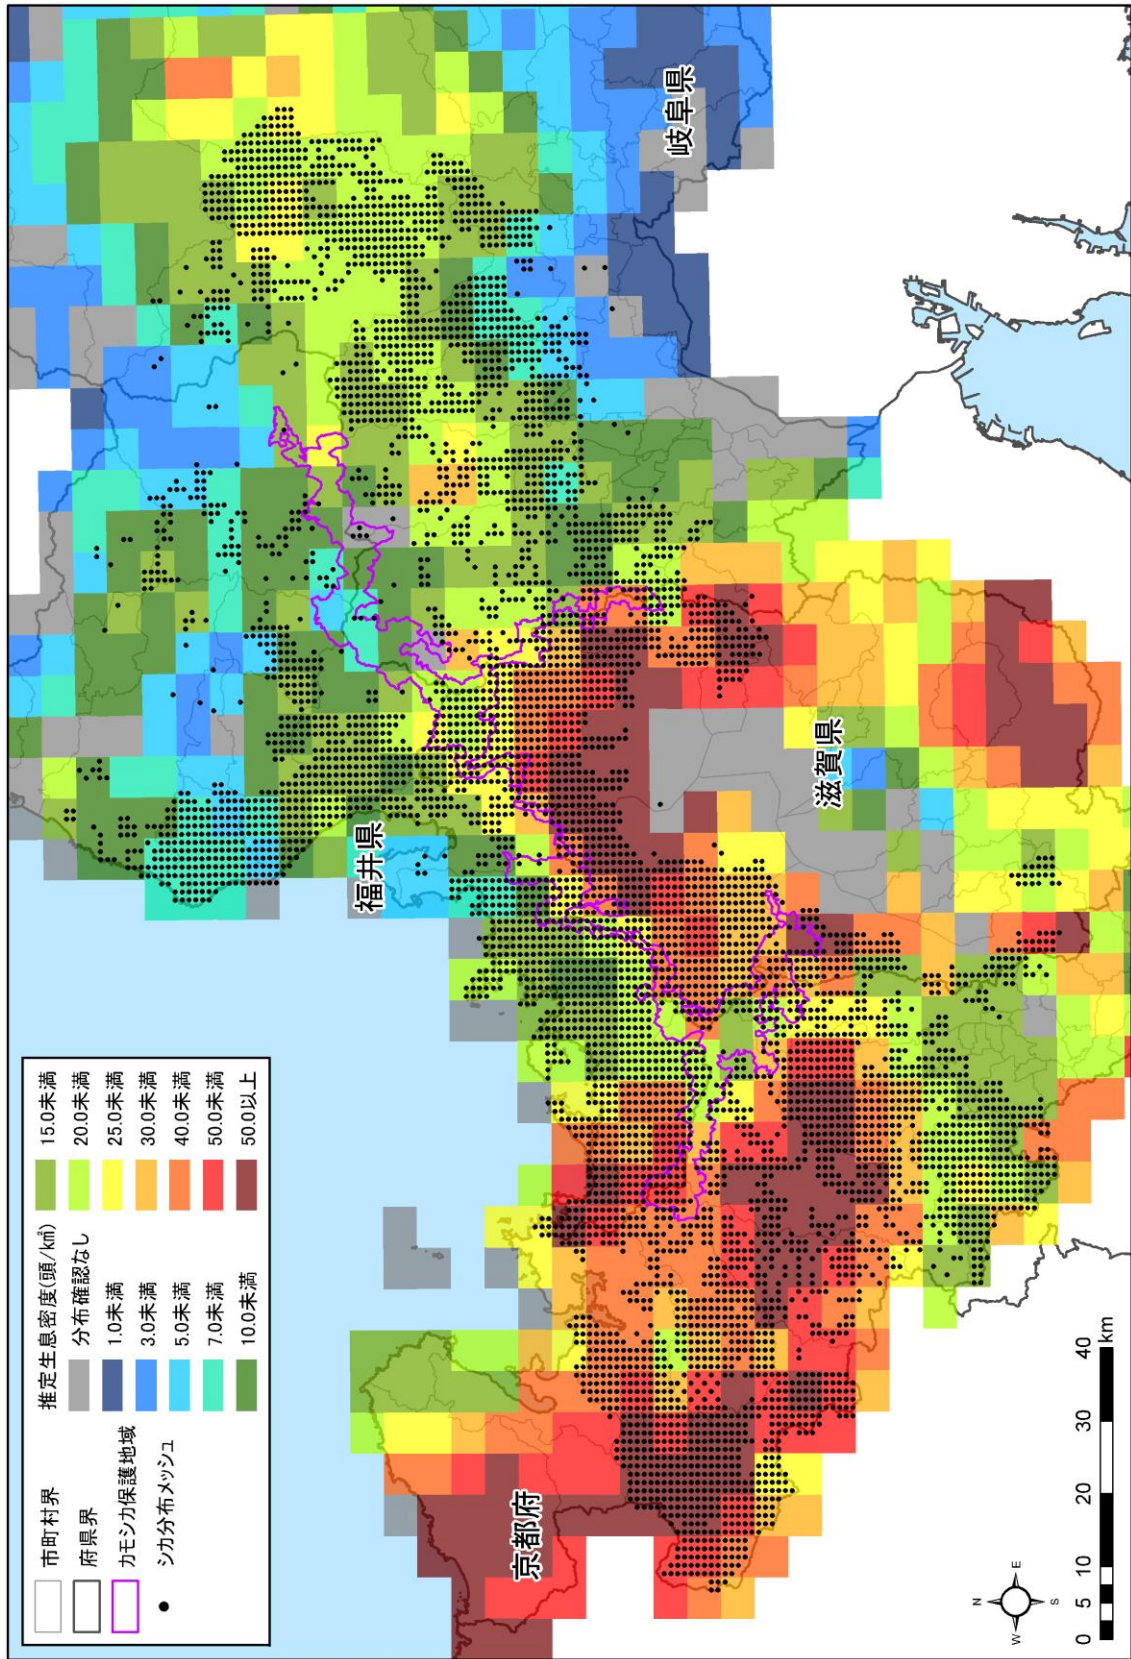 市町村界
府県界
カモシカ保護地域
シカ分布メッシュ
推定生息密度(頭/k㎡)
分布確認なし
1.0未満
3.0未満
5.0未満
7.0未満
10.0未満
15.0未満
20.0未満
25.0未満
30.0未満
40.0未満
50.0未満
50.0以上
福井県
岐阜県
滋賀県
京都府
N
W E
S
0 5 10 20 30 40
km